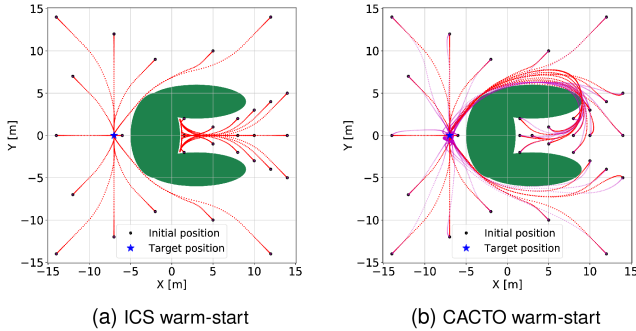 15
10
5
0
−5
−10
−15
Y [m]
−15 −10 −5 0 5 10 15
X [m]
Initial position
Target position
(a) ICS warm-start
15
10
5
0
−5
−10
−15
Y [m]
−15 −10 −5 0 5 10 15
X [m]
Initial position
Target position
(b) CACTO warm-start